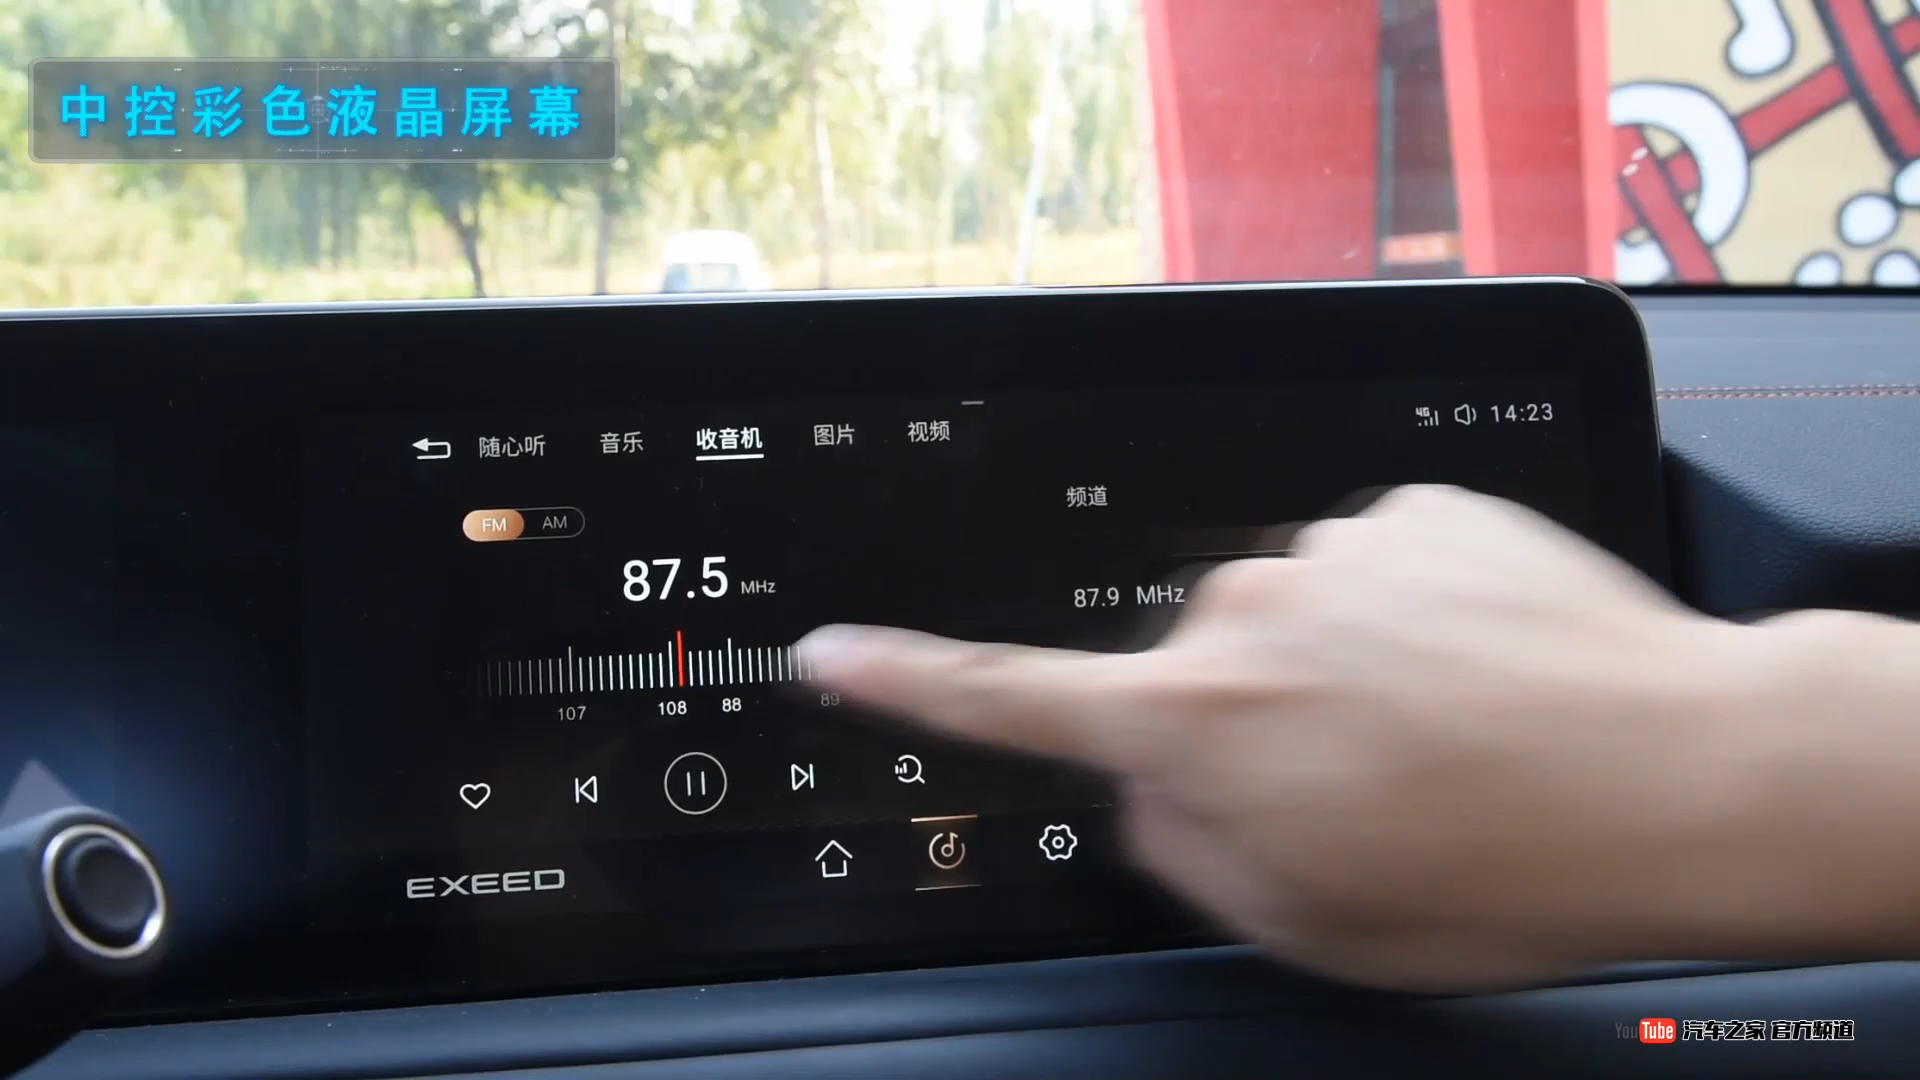 中控彩色液晶屏幕
随心听 音乐 收音机 图片 视频
4G 14:23
频道
FM AM
87.5 MHz
87.9 MHz
107 108 88 89
EXEED
YouTube 汽车之家 官方频道